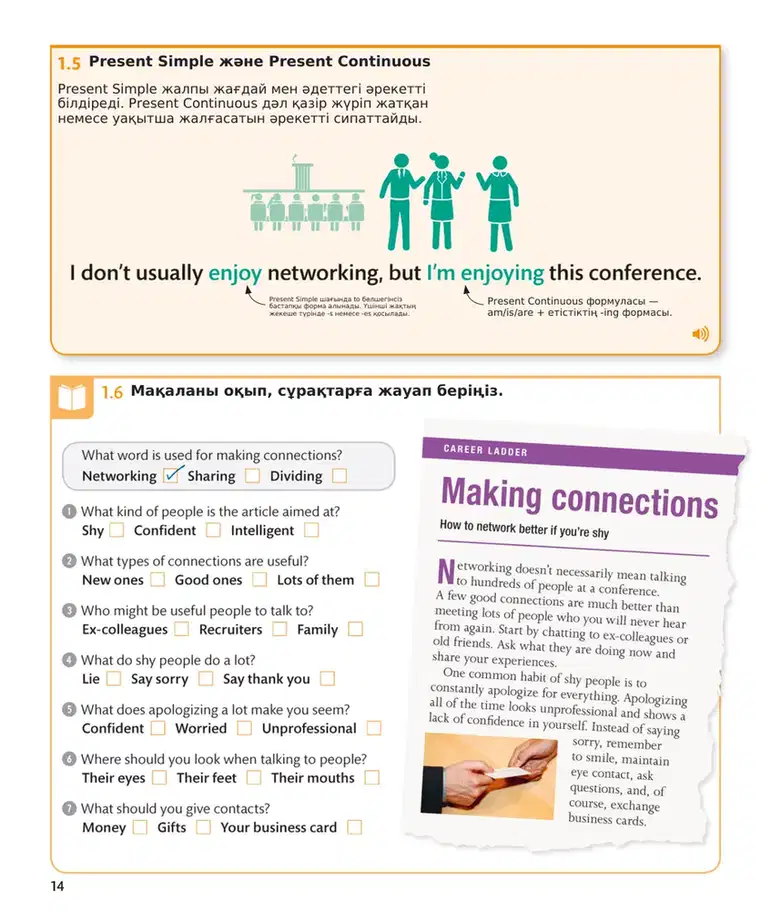 1.5 Present Simple және Present Continuous
Present Simple жалпы жағдай мен әдеттегі әрекетті
білдіреді. Present Continuous дәл қазір жүріп жатқан
немесе уақытша жалғасатын әрекетті сипаттайды.
I don't usually enjoy networking, but I'm enjoying this conference.
Present Simple шағында to бөлшегінсіз
бастапқы форма алынады. Үшінші жақтың
жекеше түрінде -s немесе -es қосылады.
Present Continuous формуласы —
am/is/are + етістіктің -ing формасы.
1.6 Мақаланы оқып, сұрақтарға жауап беріңіз.
What word is used for making connections?
Networking Sharing Dividing
1 What kind of people is the article aimed at?
Shy Confident Intelligent
2 What types of connections are useful?
New ones Good ones Lots of them
3 Who might be useful people to talk to?
Ex-colleagues Recruiters Family
4 What do shy people do a lot?
Lie Say sorry Say thank you
5 What does apologizing a lot make you seem?
Confident Worried Unprofessional
6 Where should you look when talking to people?
Their eyes Their feet Their mouths
7 What should you give contacts?
Money Gifts Your business card
CAREER LADDER
Making connections
How to network better if you're shy
Networking doesn't necessarily mean talking
to hundreds of people at a conference.
A few good connections are much better than
meeting lots of people who you will never hear
from again. Start by chatting to ex-colleagues or
old friends. Ask what they are doing now and
share your experiences.
One common habit of shy people is to
constantly apologize for everything. Apologizing
all of the time looks unprofessional and shows a
lack of confidence in yourself. Instead of saying
sorry, remember
to smile, maintain
eye contact, ask
questions, and, of
course, exchange
business cards.
14